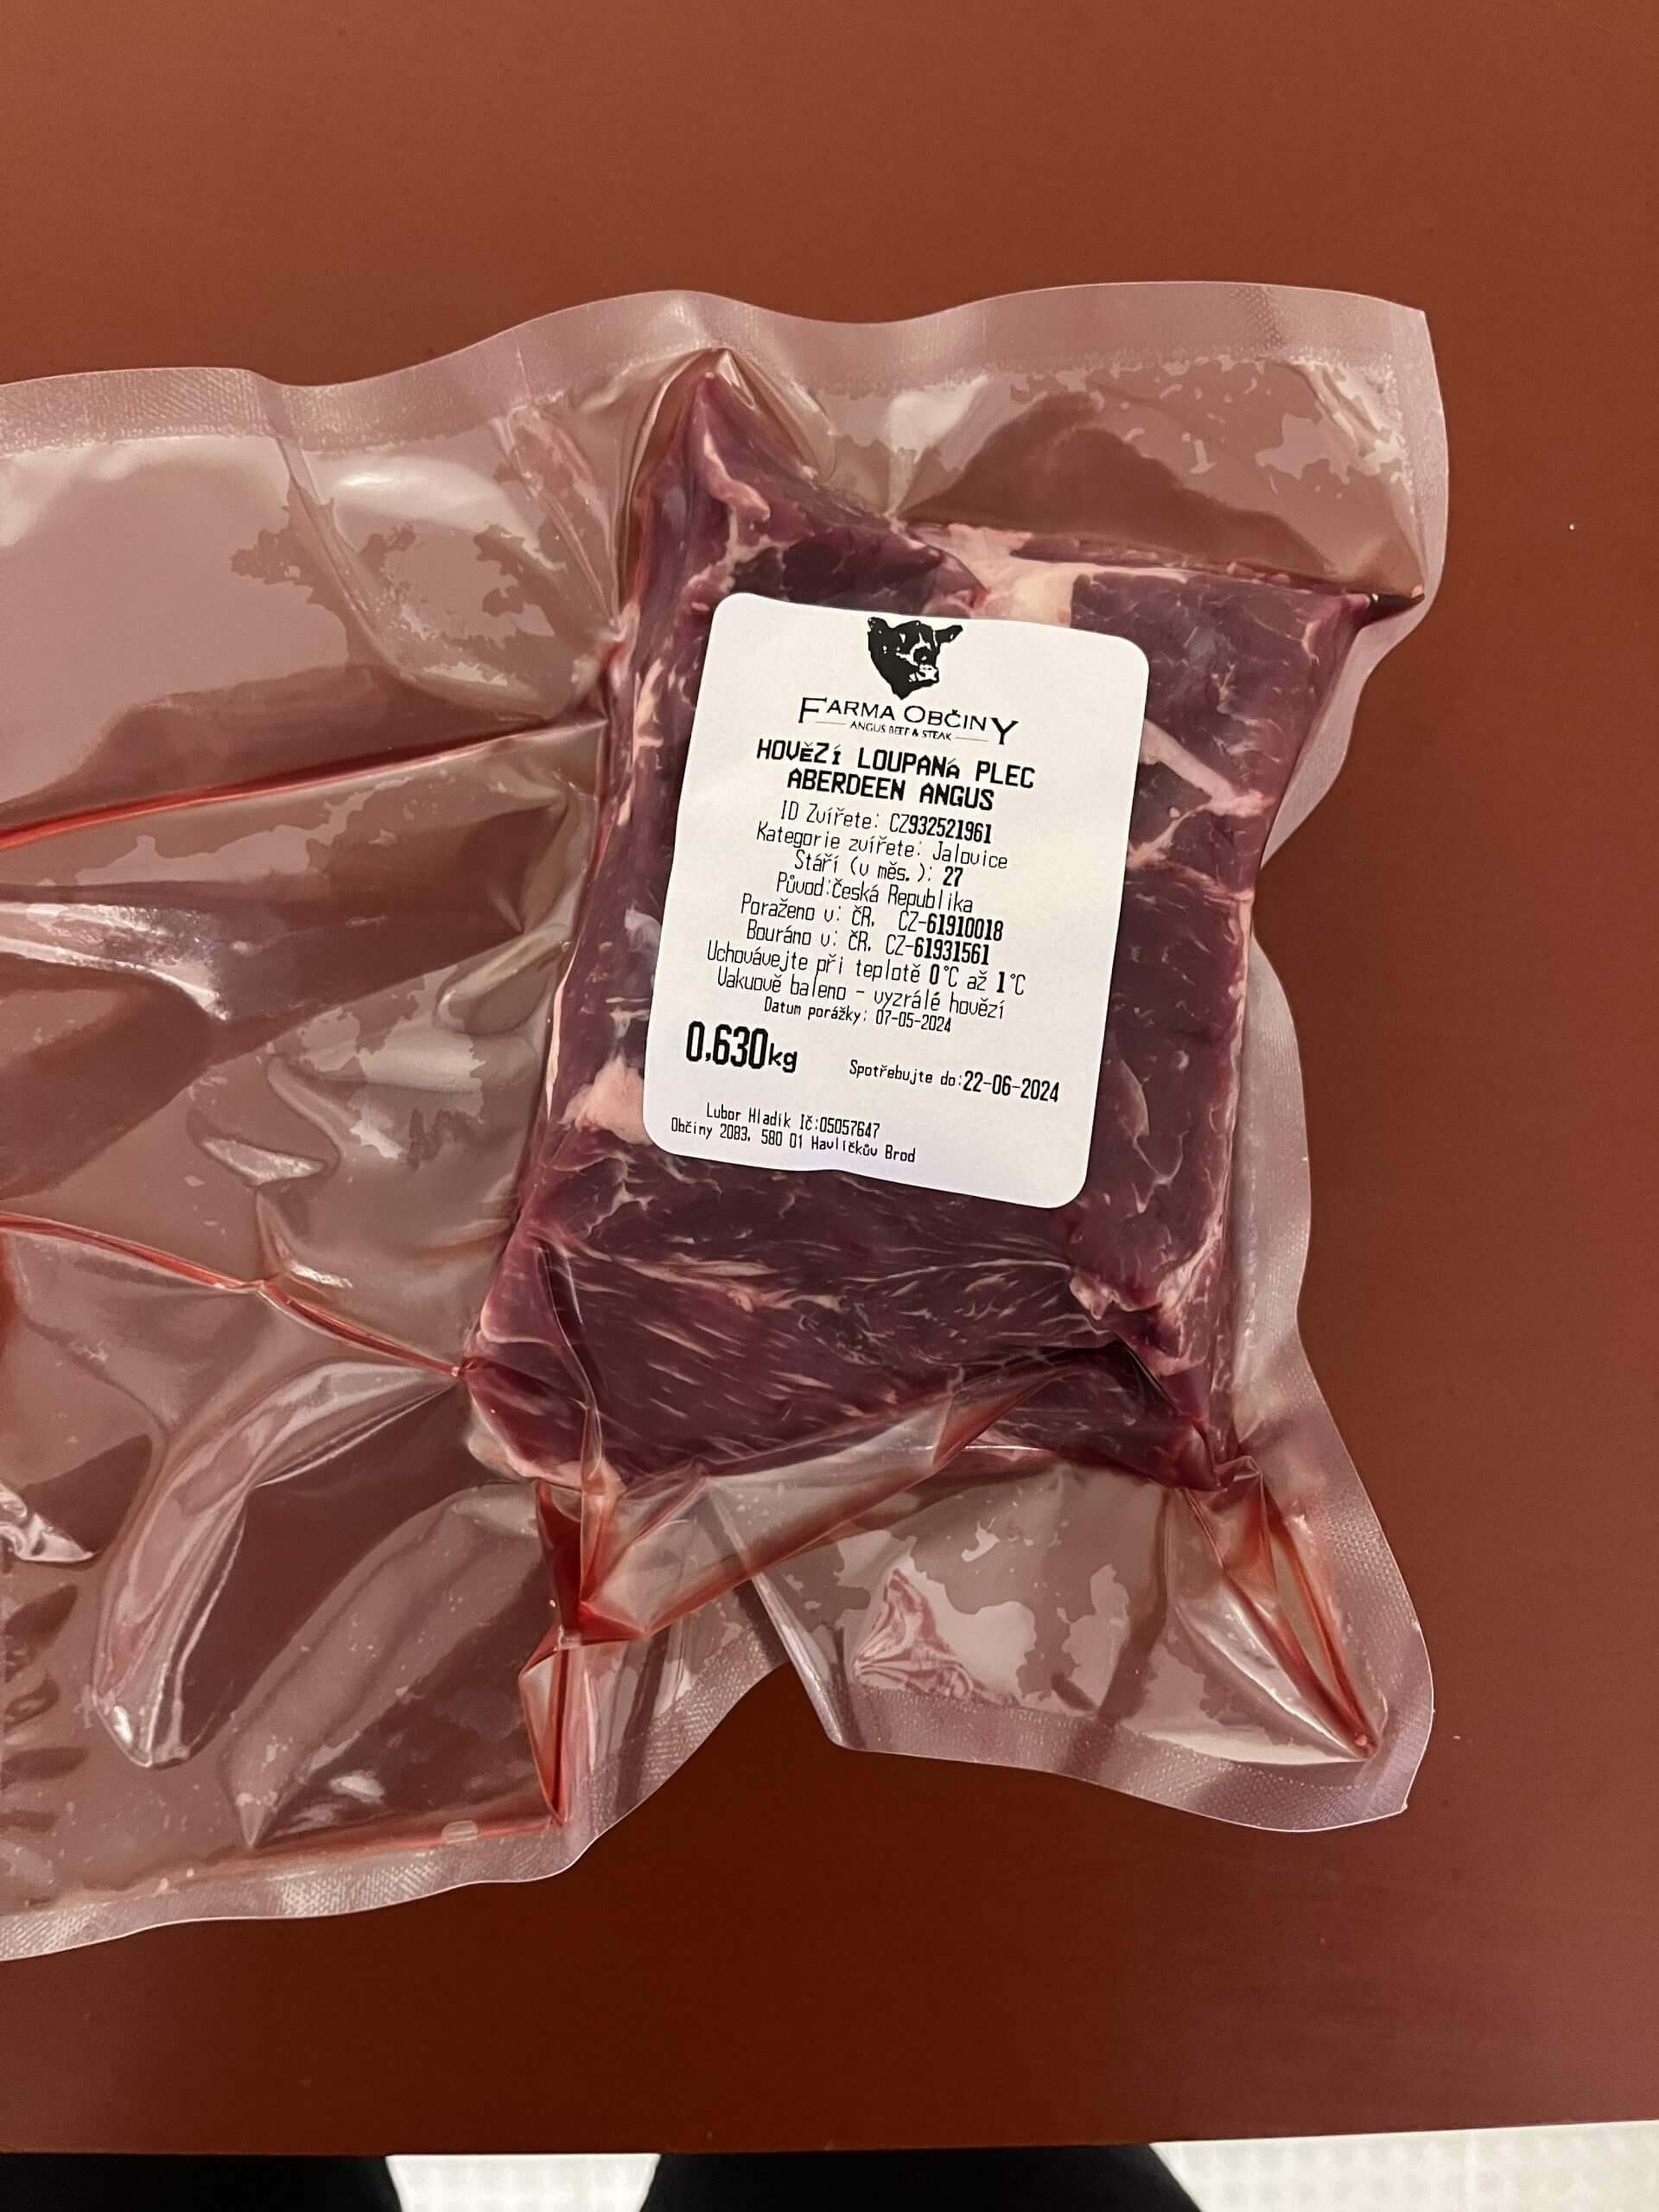 FARMA OBČINY
ANGUS BEEF & STEAK
HOVěZí LOUPANá PLEC
ABERDEEN ANGUS
ID Zvířete: CZ932521961
Kategorie zvířete: Jalovice
Stáří (v měs.): 27
Původ:česká Republika
Poraženo v: ČR, CZ-61910018
Bouráno v: ČR, CZ-61931561
Uchovávejte při teplotě 0°C až 1°C
Vakuově baleno - vyzrálé hovězí
Datum porážky: 07-05-2024
0,630kg
Spotřebujte do:22-06-2024
Lubor Hladík Ič:05057647
Občiny 2083, 580 01 Havlíčkův Brod